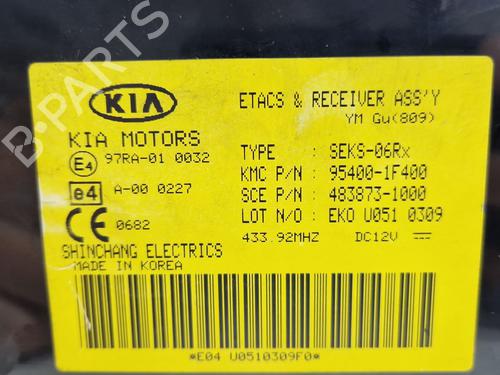 B-PARTS
KIA
ETACS & RECEIVER ASS'Y
YM Gu(809)
KIA MOTORS
E4 97RA-01 0032
TYPE : SEKS-06Rx
KMC P/N : 95400-1F400
e4 A-00 0227
SCE P/N : 483873-1000
CE 0682
LOT N/O : EKO U051 0309
433.92MHZ DC12V
SHINCHANG ELECTRICS
MADE IN KOREA
*E04 U0510309F0*